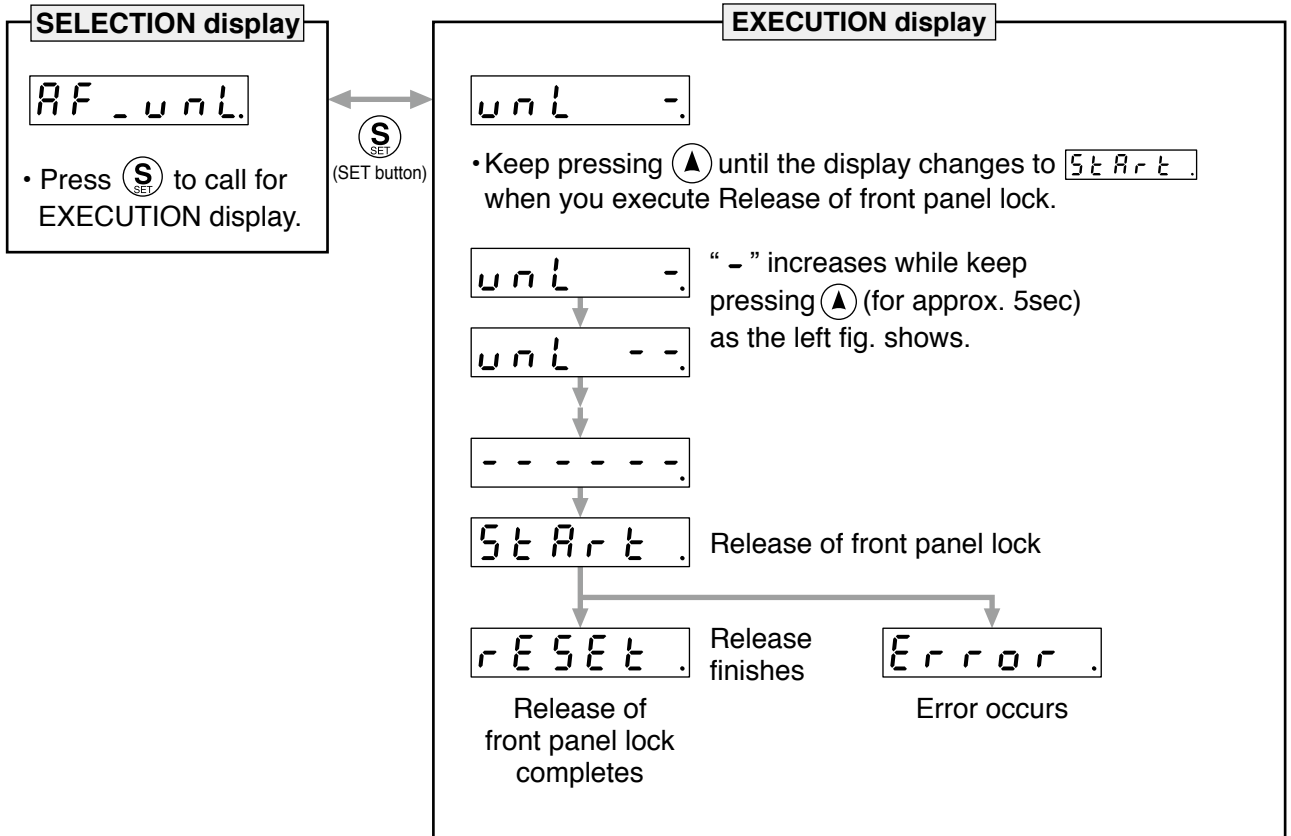 SELECTION display
AF_unL.
• Press S SET to call for
EXECUTION display.
S SET
(SET button)
EXECUTION display
unL -.
• Keep pressing ▲ until the display changes to StArt .
when you execute Release of front panel lock.
unL -.
“ - ” increases while keep
pressing ▲ (for approx. 5sec)
as the left fig. shows.
unL --.
------.
StArt .
Release of front panel lock
rESEt .
Release
finishes
Error .
Release of
front panel lock
completes
Error occurs